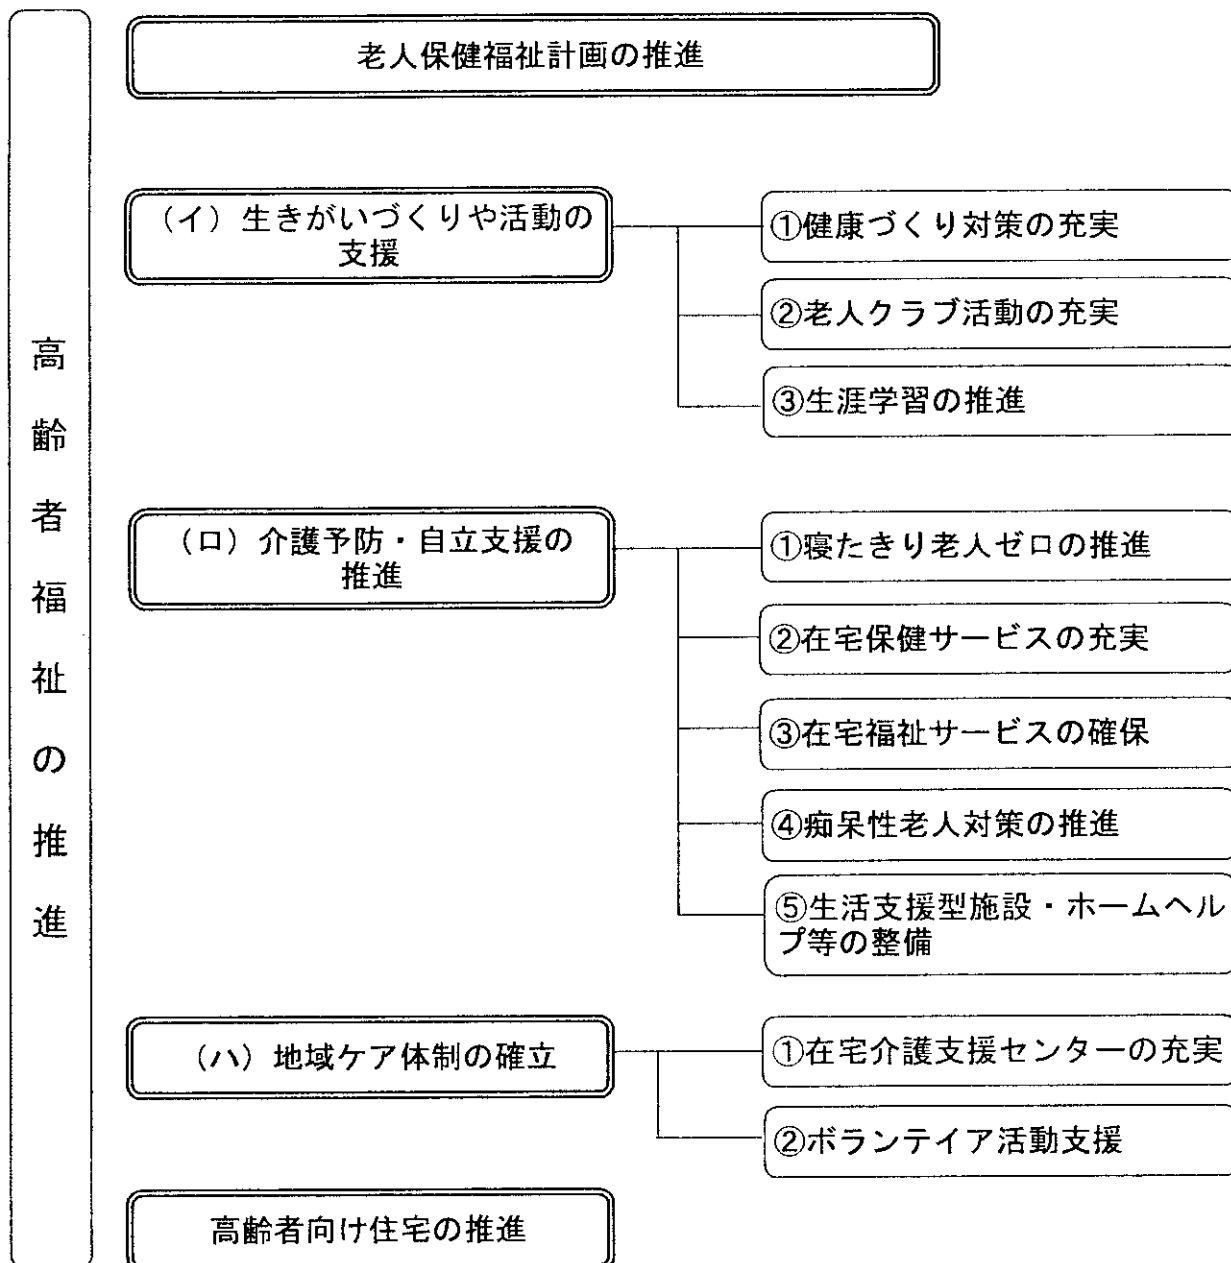 高齢者福祉の推進
老人保健福祉計画の推進
(イ) 生きがいづくりや活動の
支援
①健康づくり対策の充実
②老人クラブ活動の充実
③生涯学習の推進
(ロ) 介護予防・自立支援の
推進
①寝たきり老人ゼロの推進
②在宅保健サービスの充実
③在宅福祉サービスの確保
④痴呆性老人対策の推進
⑤生活支援型施設・ホームヘル
プ等の整備
(ハ) 地域ケア体制の確立
①在宅介護支援センターの充実
②ボランテイア活動支援
高齢者向け住宅の推進